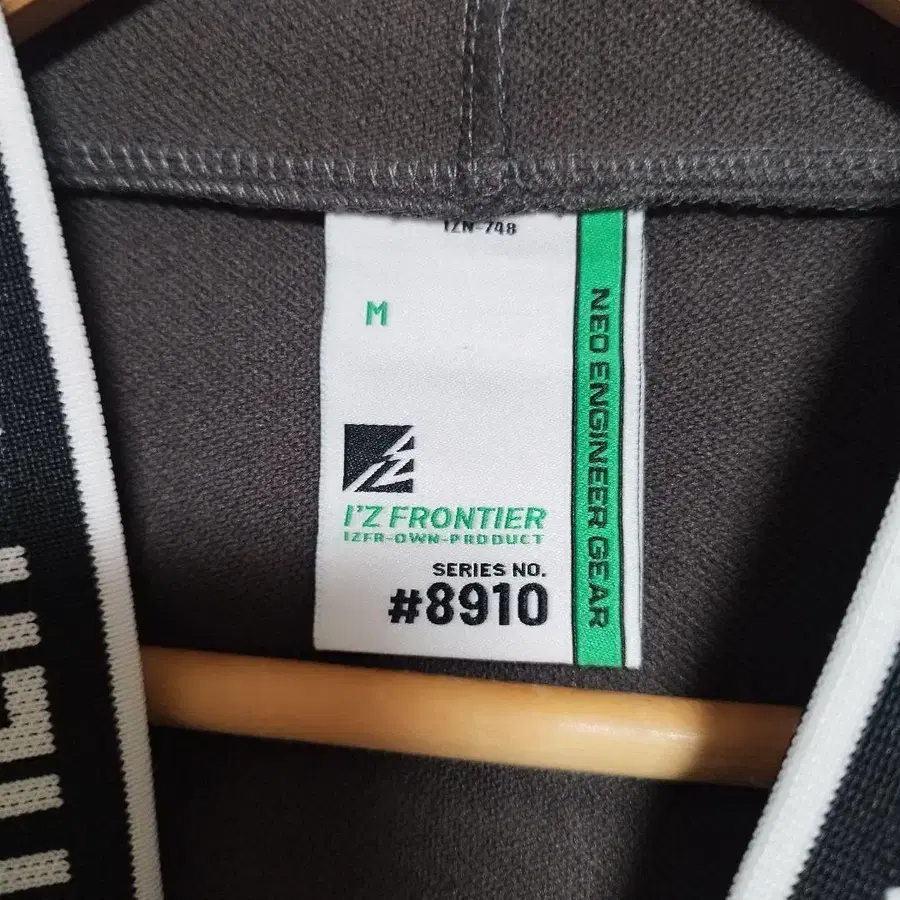 IZN-748
M
I'Z FRONTIER
IZFR-OWN-PRODUCT
SERIES NO.
#8910
NEO ENGINEER GEAR